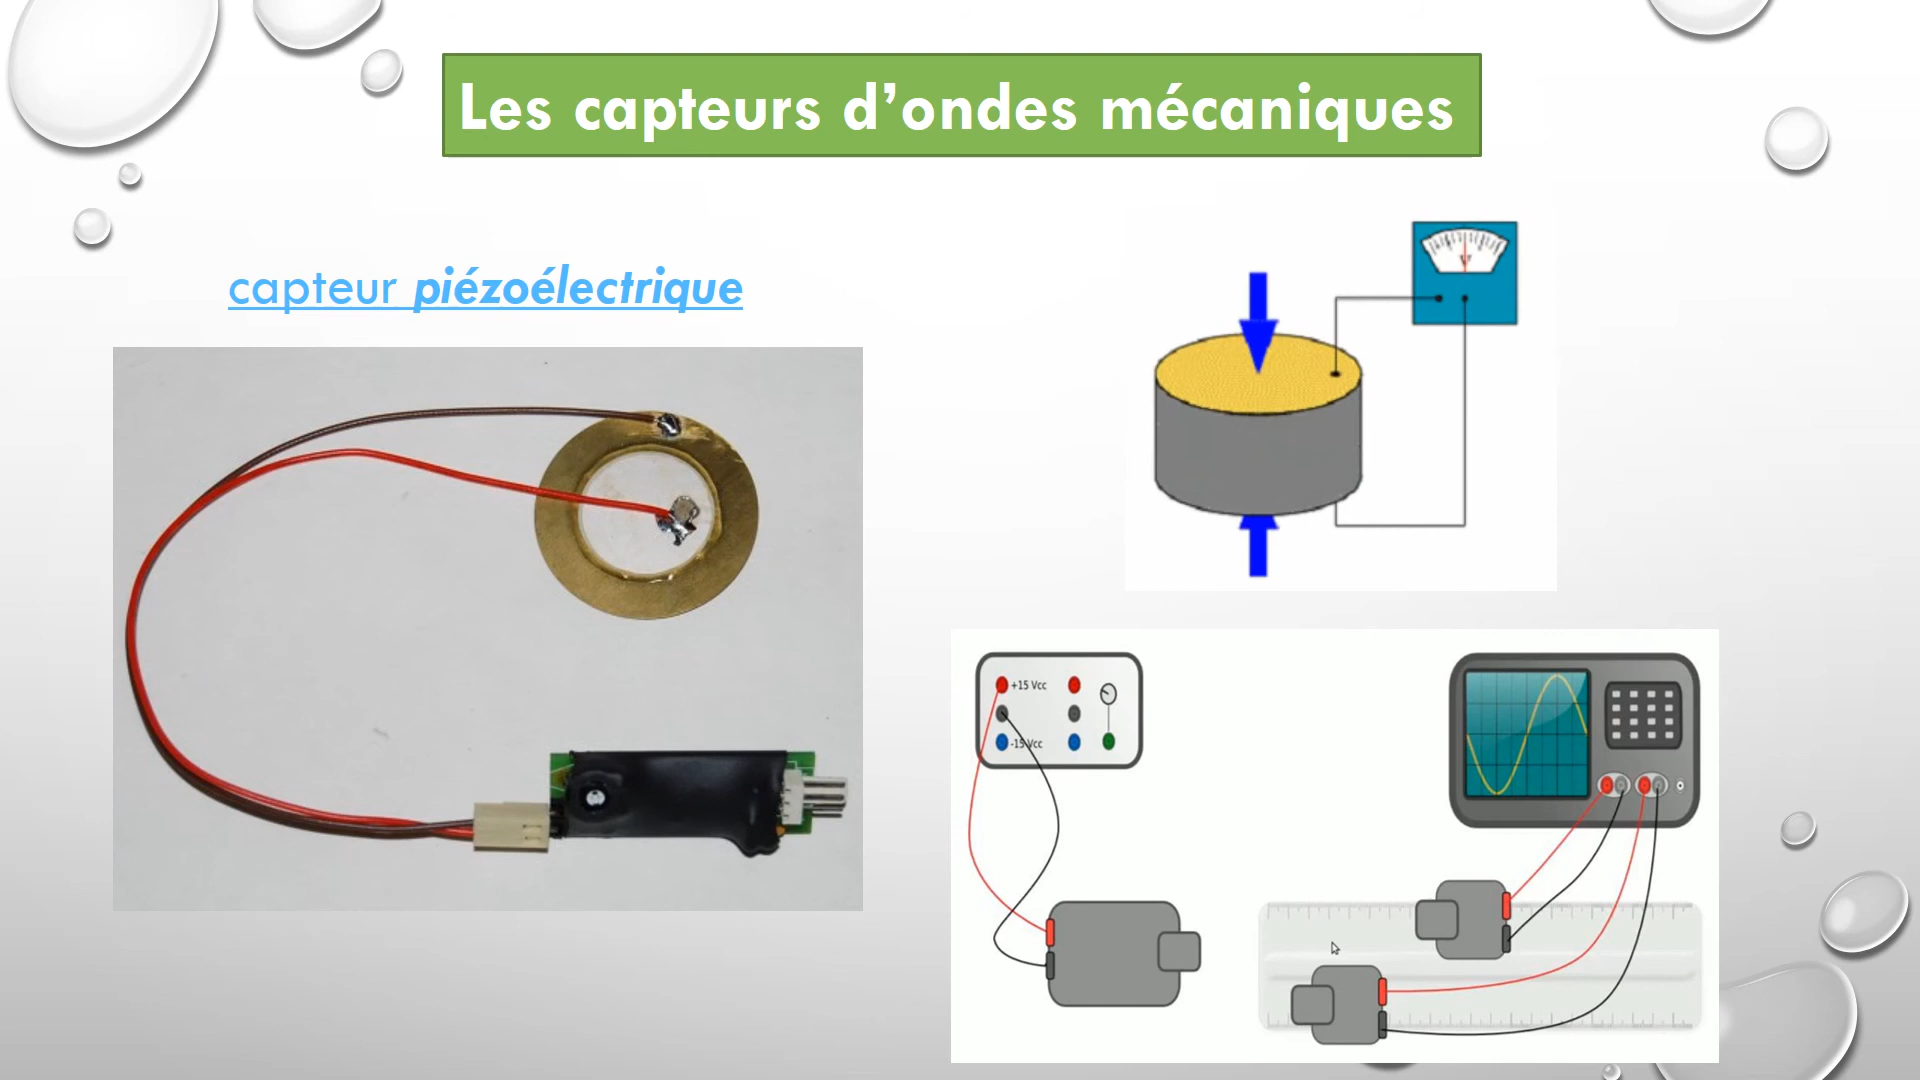 Les capteurs d’ondes mécaniques
capteur piézoélectrique
+15 Vcc
-15 Vcc